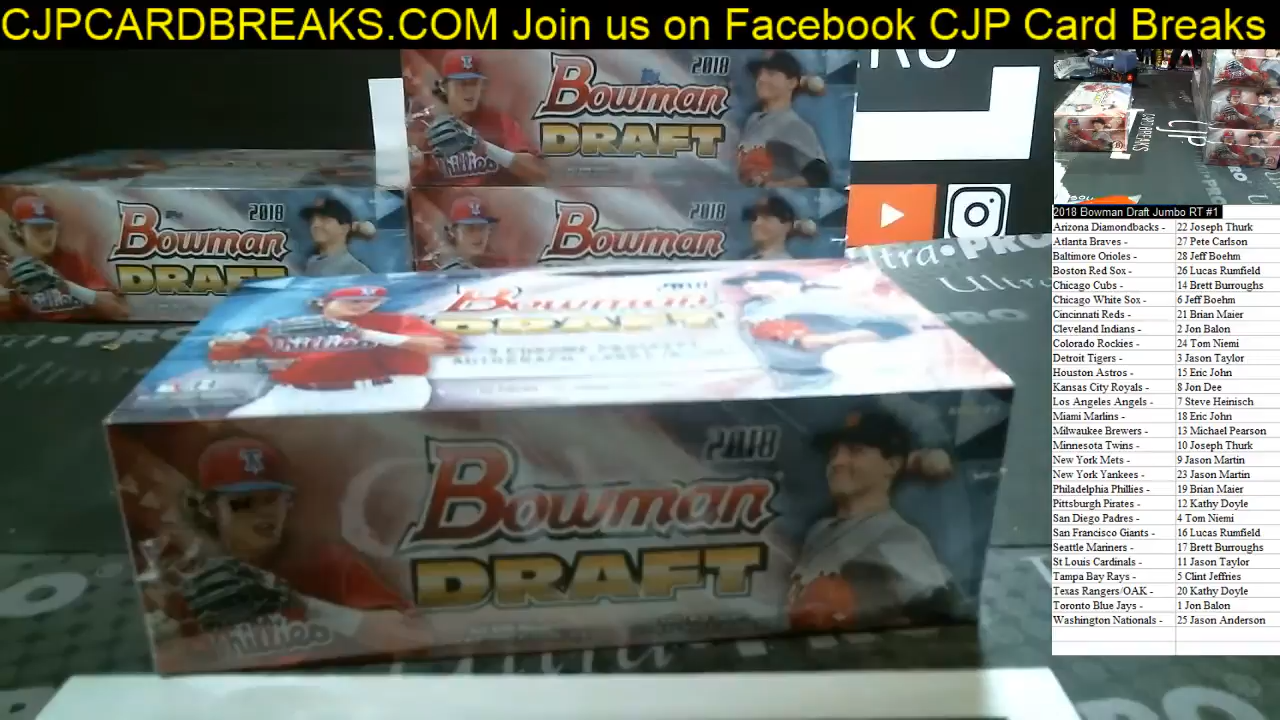 CJPCARDBREAKS.COM Join us on Facebook CJP Card Breaks
2018
Bowman
DRAFT
Phillies
2018
Bowman
DRAFT
2018
Bowman
Ultra PRO
Bowman
DRAFT
2018
Bowman
DRAFT
Phillies
CJP
2018 Bowman Draft Jumbo RT #1
Arizona Diamondbacks - 22 Joseph Thurk
Atlanta Braves - 27 Pete Carlson
Baltimore Orioles - 28 Jeff Boehm
Boston Red Sox - 26 Lucas Rumfield
Chicago Cubs - 14 Brett Burroughs
Chicago White Sox - 6 Jeff Boehm
Cincinnati Reds - 21 Brian Maier
Cleveland Indians - 2 Jon Balon
Colorado Rockies - 24 Tom Niemi
Detroit Tigers - 3 Jason Taylor
Houston Astros - 15 Eric John
Kansas City Royals - 8 Jon Dee
Los Angeles Angels - 7 Steve Heinisch
Miami Marlins - 18 Eric John
Milwaukee Brewers - 13 Michael Pearson
Minnesota Twins - 10 Joseph Thurk
New York Mets - 9 Jason Martin
New York Yankees - 23 Jason Martin
Philadelphia Phillies - 19 Brian Maier
Pittsburgh Pirates - 12 Kathy Doyle
San Diego Padres - 4 Tom Niemi
San Francisco Giants - 16 Lucas Rumfield
Seattle Mariners - 17 Brett Burroughs
St Louis Cardinals - 11 Jason Taylor
Tampa Bay Rays - 5 Clint Jeffries
Texas Rangers/OAK - 20 Kathy Doyle
Toronto Blue Jays - 1 Jon Balon
Washington Nationals - 25 Jason Anderson